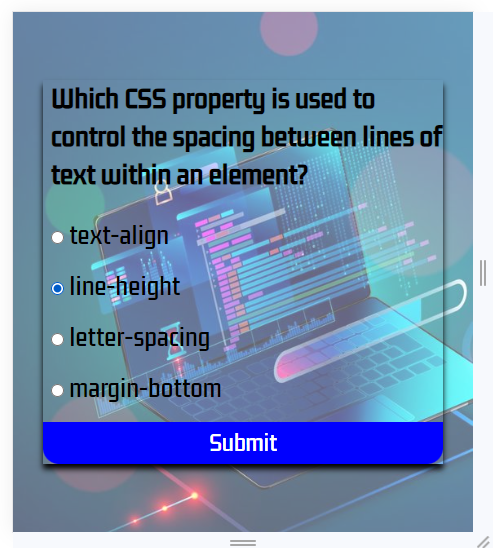 Which CSS property is used to
control the spacing between lines of
text within an element?
text-align
line-height
letter-spacing
margin-bottom
Submit